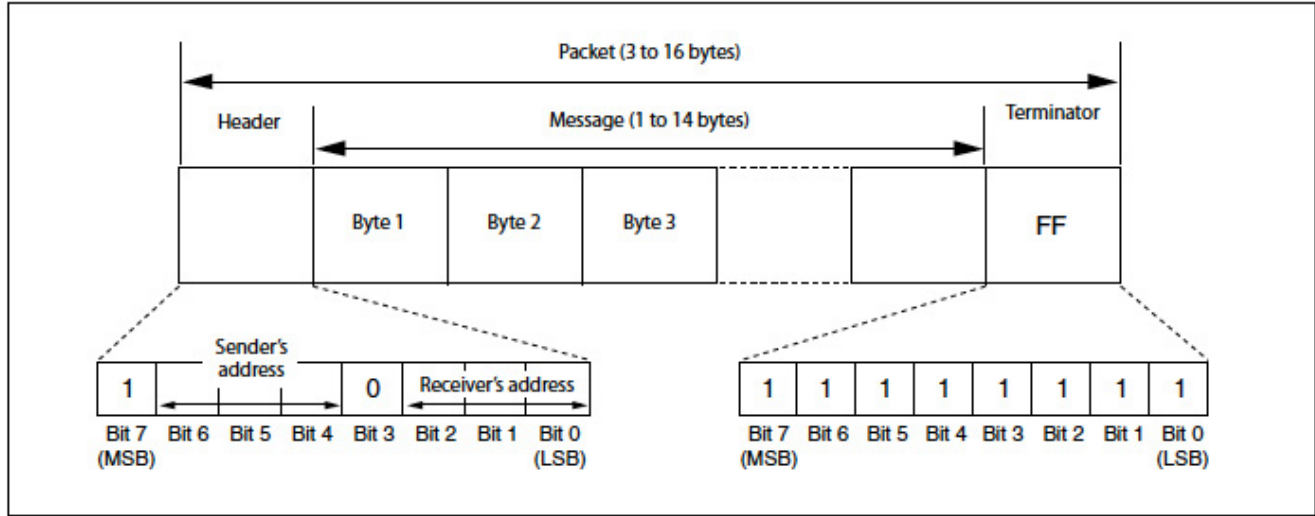 Packet (3 to 16 bytes)
Header
Message (1 to 14 bytes)
Terminator
Byte 1
Byte 2
Byte 3
FF
Sender's
address
1
0
Receiver's address
Bit 7 Bit 6 Bit 5 Bit 4 Bit 3 Bit 2 Bit 1 Bit 0
(MSB)
(LSB)
1 1 1 1 1 1 1 1
Bit 7 Bit 6 Bit 5 Bit 4 Bit 3 Bit 2 Bit 1 Bit 0
(MSB)
(LSB)